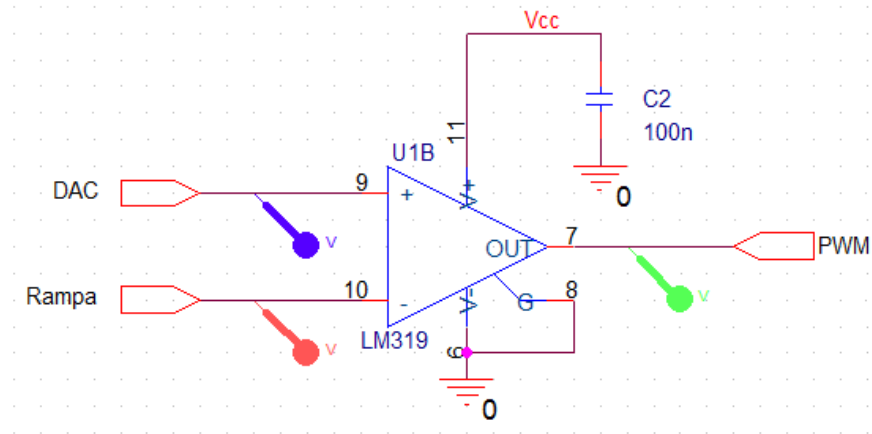 Vcc
C2
100n
0
11
U1B
V+
DAC
9
+
v
OUT
7
PWM
v
Rampa
10
-
V-
G
8
v
LM319
6
0